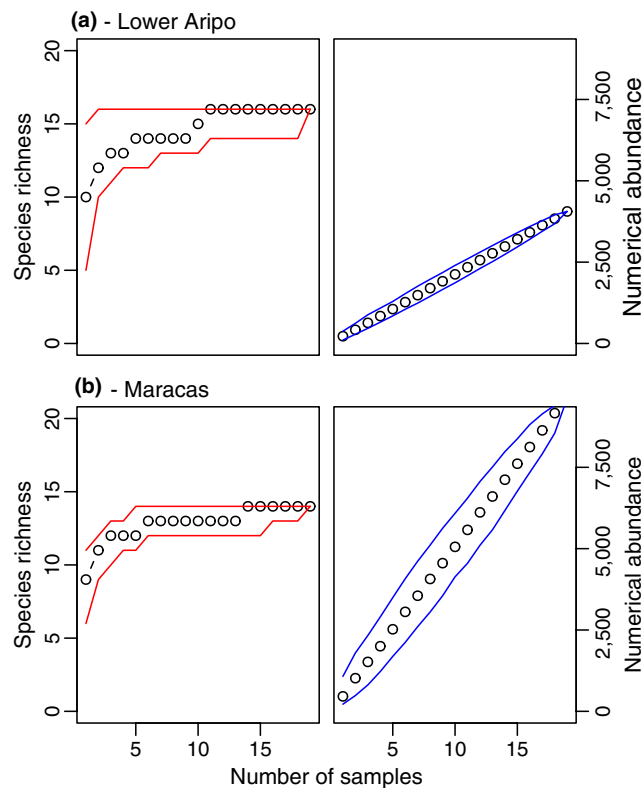 (a) - Lower Aripo
Species richness
0
5
10
15
20
Numerical abundance
0
2,500
5,000
7,500
(b) - Maracas
Species richness
0
5
10
15
20
Numerical abundance
0
2,500
5,000
7,500
5 10 15
5 10 15
Number of samples